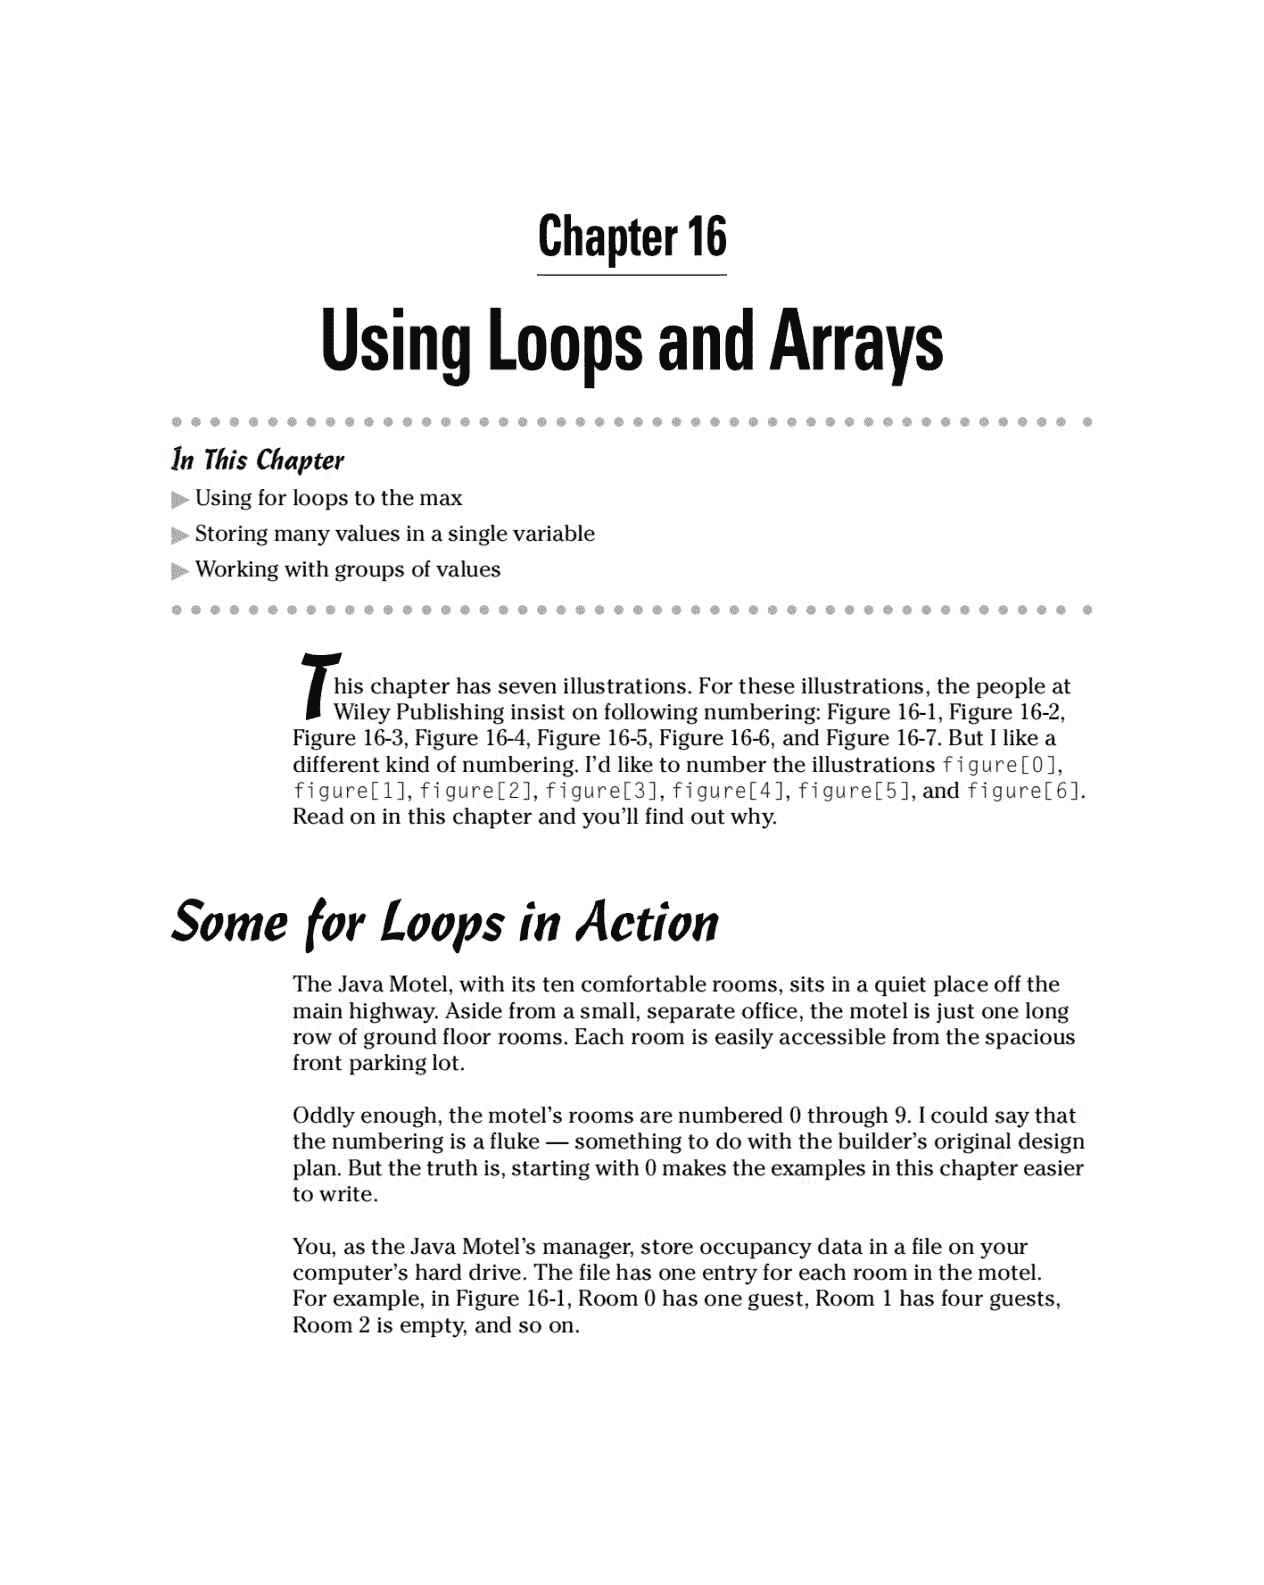 Chapter 16
Using Loops and Arrays
In This Chapter
Using for loops to the max
Storing many values in a single variable
Working with groups of values
This chapter has seven illustrations. For these illustrations, the people at
Wiley Publishing insist on following numbering: Figure 16-1, Figure 16-2,
Figure 16-3, Figure 16-4, Figure 16-5, Figure 16-6, and Figure 16-7. But I like a
different kind of numbering. I’d like to number the illustrations figure[0],
figure[1], figure[2], figure[3], figure[4], figure[5], and figure[6].
Read on in this chapter and you’ll find out why.
Some for Loops in Action
The Java Motel, with its ten comfortable rooms, sits in a quiet place off the
main highway. Aside from a small, separate office, the motel is just one long
row of ground floor rooms. Each room is easily accessible from the spacious
front parking lot.
Oddly enough, the motel’s rooms are numbered 0 through 9. I could say that
the numbering is a fluke — something to do with the builder’s original design
plan. But the truth is, starting with 0 makes the examples in this chapter easier
to write.
You, as the Java Motel’s manager, store occupancy data in a file on your
computer’s hard drive. The file has one entry for each room in the motel.
For example, in Figure 16-1, Room 0 has one guest, Room 1 has four guests,
Room 2 is empty, and so on.